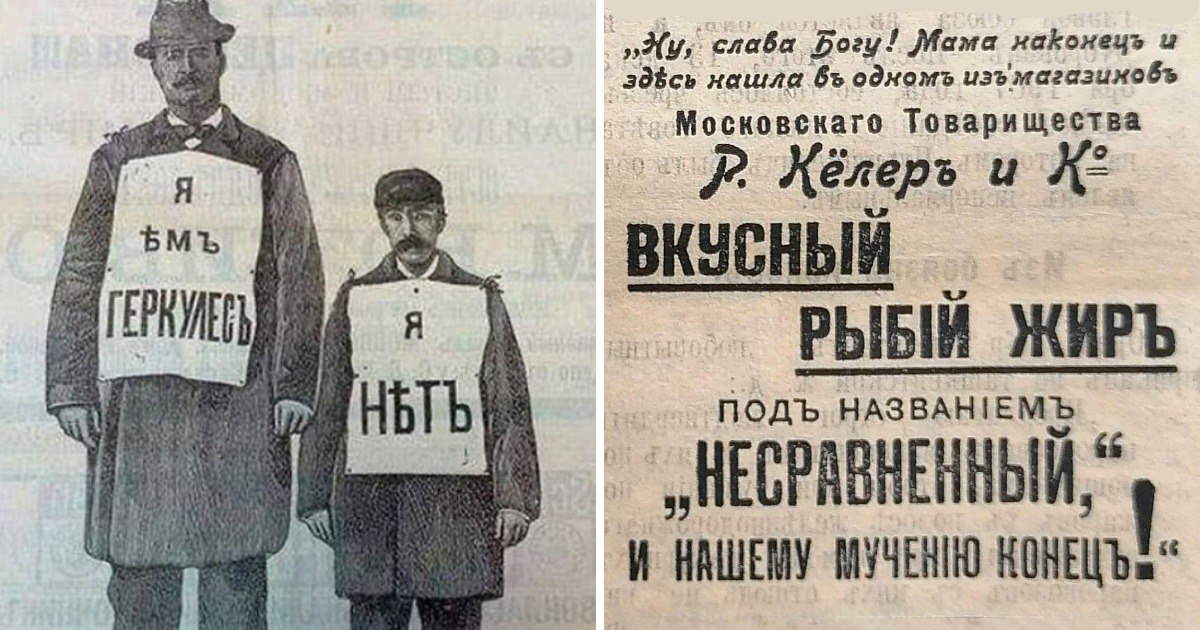 Я
ѢМЪ
ГЕРКУЛЕСЪ
Я
НѢТЪ
!
„Ну, слава Богу! Мама наконецъ и
здѣсь нашла въ одномъ изъ магазиновъ
Московскаго Товарищества
Р. Кёлеръ и Ко
ВКУСНЫЙ
РЫБІЙ ЖИРЪ
ПОДЪ НАЗВАНІЕМЪ
„НЕСРАВНЕННЫЙ,“
И НАШЕМУ МУЧЕНІЮ КОНЕЦЪ!“